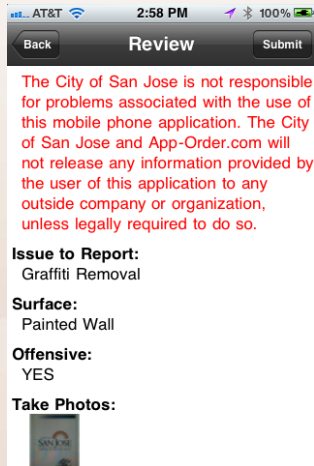 AT&T 2:58 PM 100%
Back Review Submit
The City of San Jose is not responsible
for problems associated with the use of
this mobile phone application. The City
of San Jose and App-Order.com will
not release any information provided by
the user of this application to any
outside company or organization,
unless legally required to do so.
Issue to Report:
Graffiti Removal
Surface:
Painted Wall
Offensive:
YES
Take Photos:
SAN JOSE